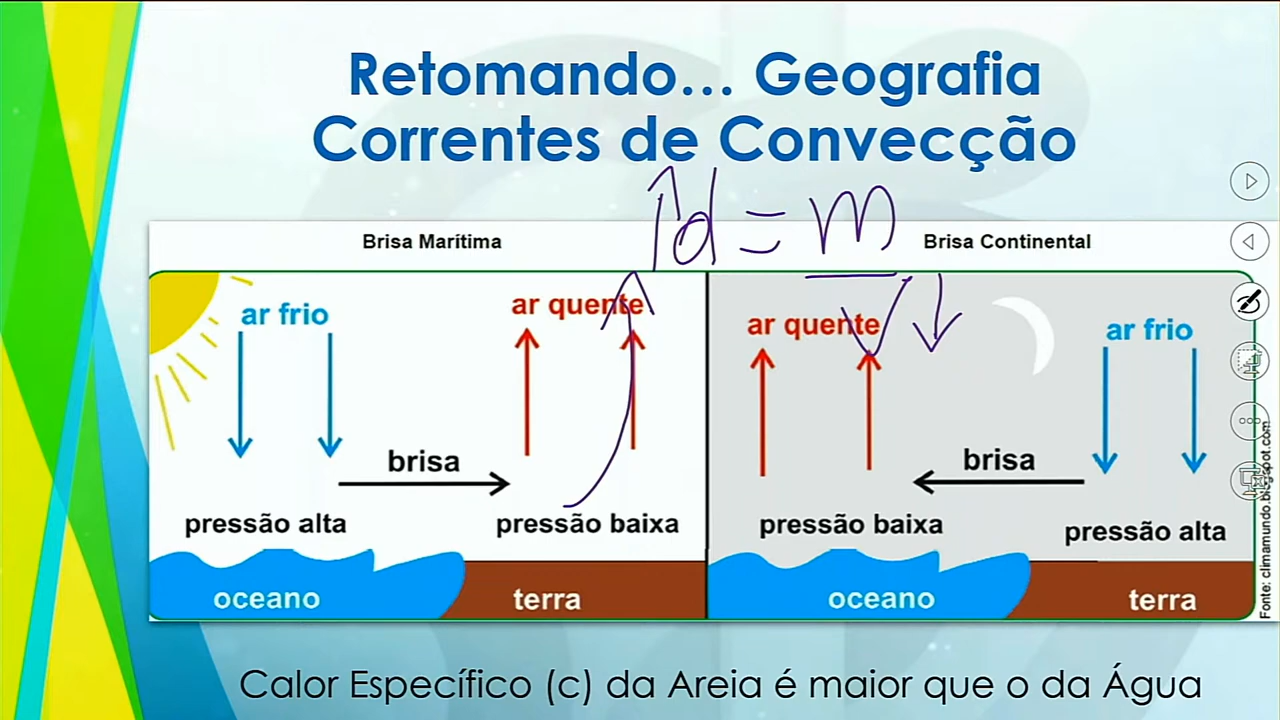 Retomando... Geografia
Correntes de Convecção
↑d = m
V↓
Brisa Marítima
Brisa Continental
ar frio
ar quente
ar quente
ar frio
brisa
brisa
pressão alta
pressão baixa
pressão baixa
pressão alta
oceano
terra
oceano
terra
Fonte: climamundo.blogspot.com
Calor Específico (c) da Areia é maior que o da Água